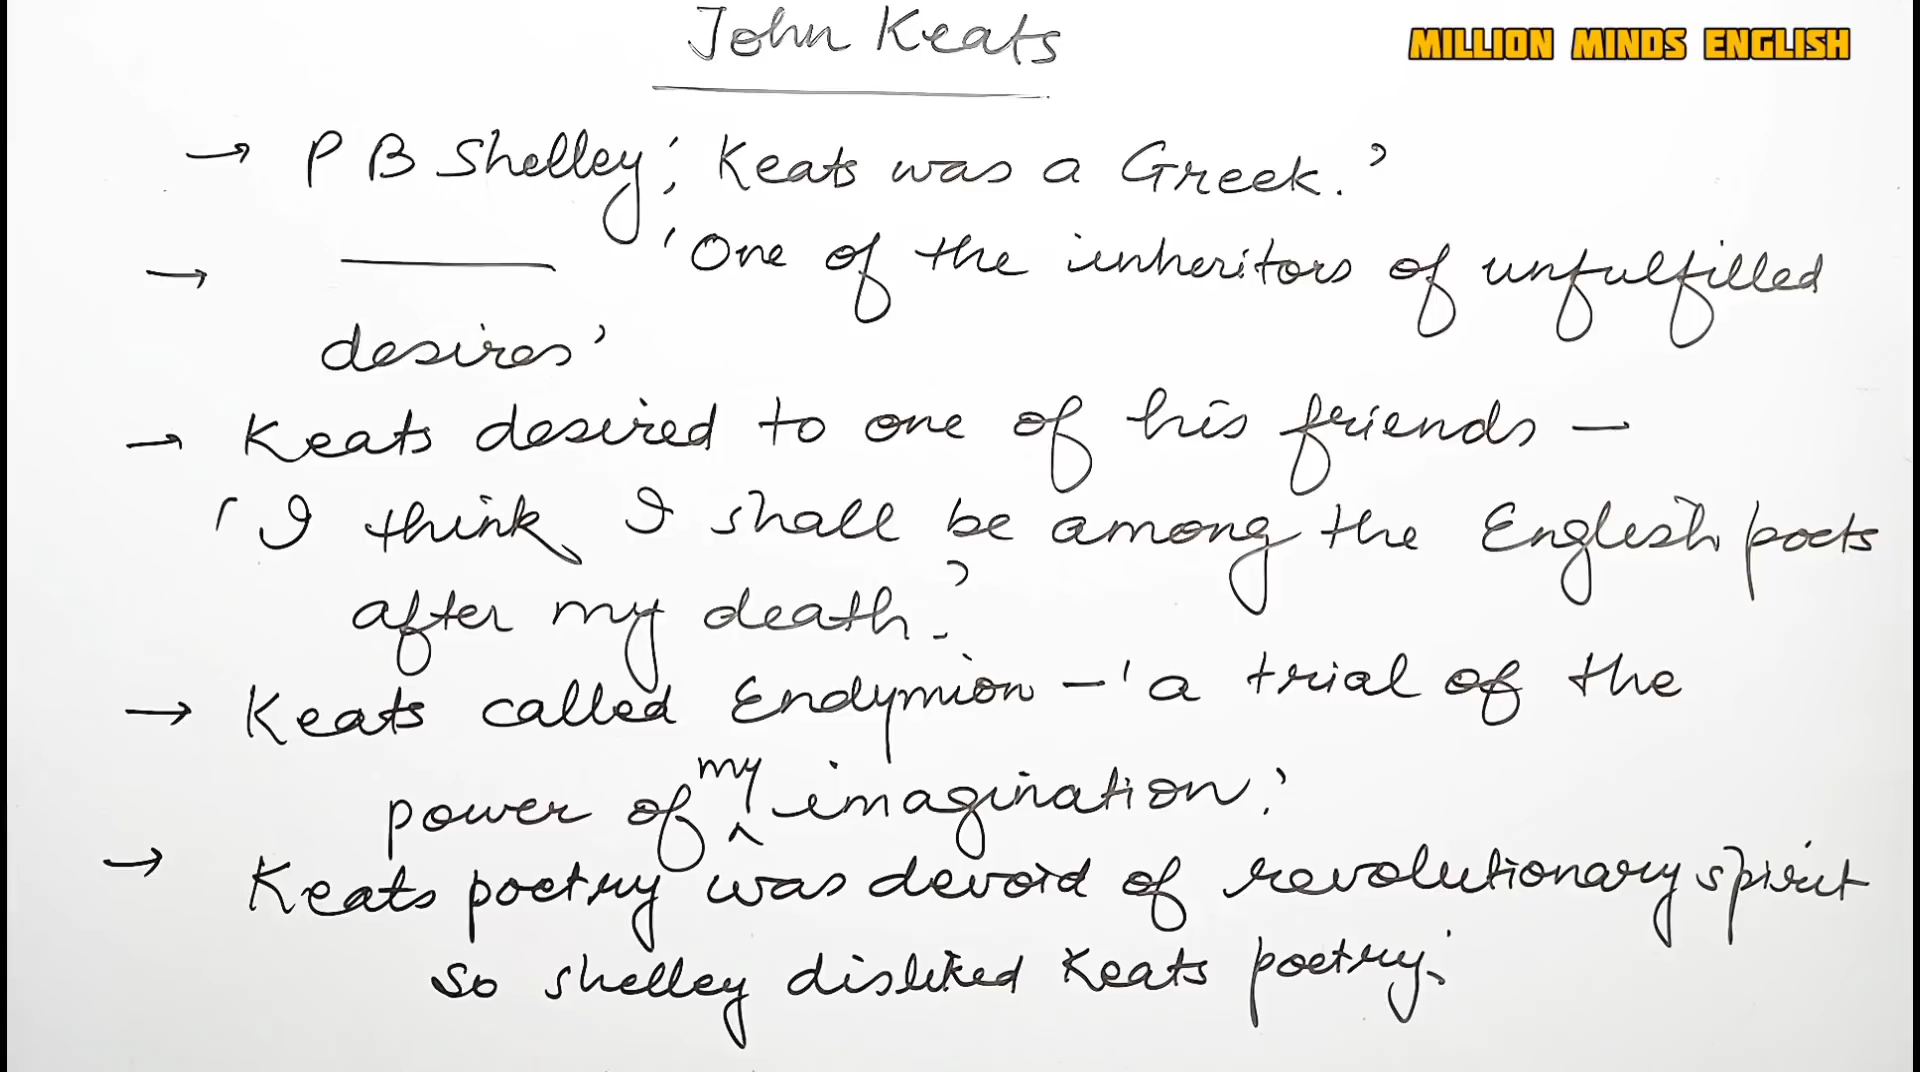 John Keats
MILLION MINDS ENGLISH
→ P B Shelley; 'Keats was a Greek.'
→ ——— 'One of the inheritors of unfulfilled
desires'
→ Keats desired to one of his friends –
'I think I shall be among the English poets
after my death.'
→ Keats called Endymion – 'a trial of the
power of my imagination.'
→ Keats poetry was devoid of revolutionary spirit
so shelley disliked Keats poetry.